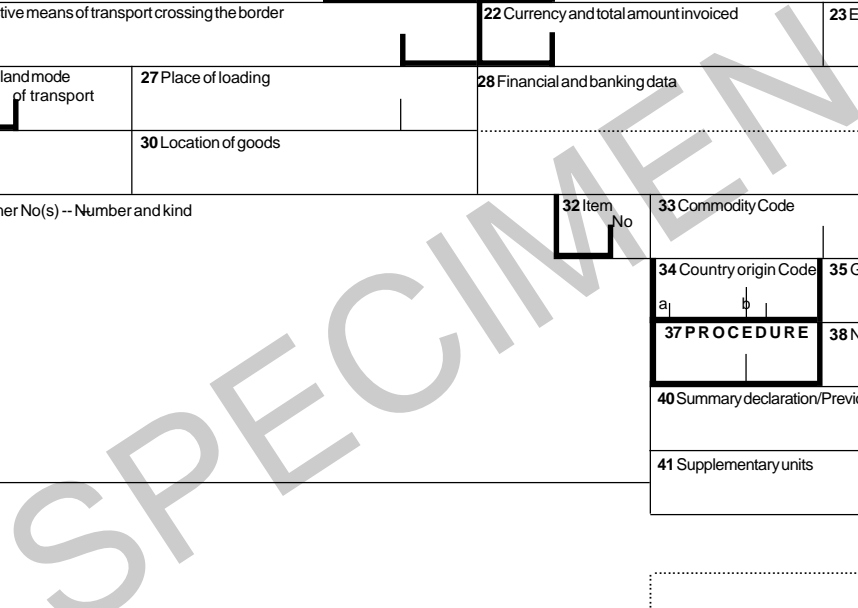 tive means of transport crossing the border
22 Currency and total amount invoiced
23 E
land mode
of transport
27 Place of loading
28 Financial and banking data
30 Location of goods
ner No(s) -- Number and kind
32 Item
No
33 Commodity Code
34 Country origin Code
35 G
a
b
37 PROCEDURE
38 N
40 Summary declaration/Previo
41 Supplementary units
SPECIMEN